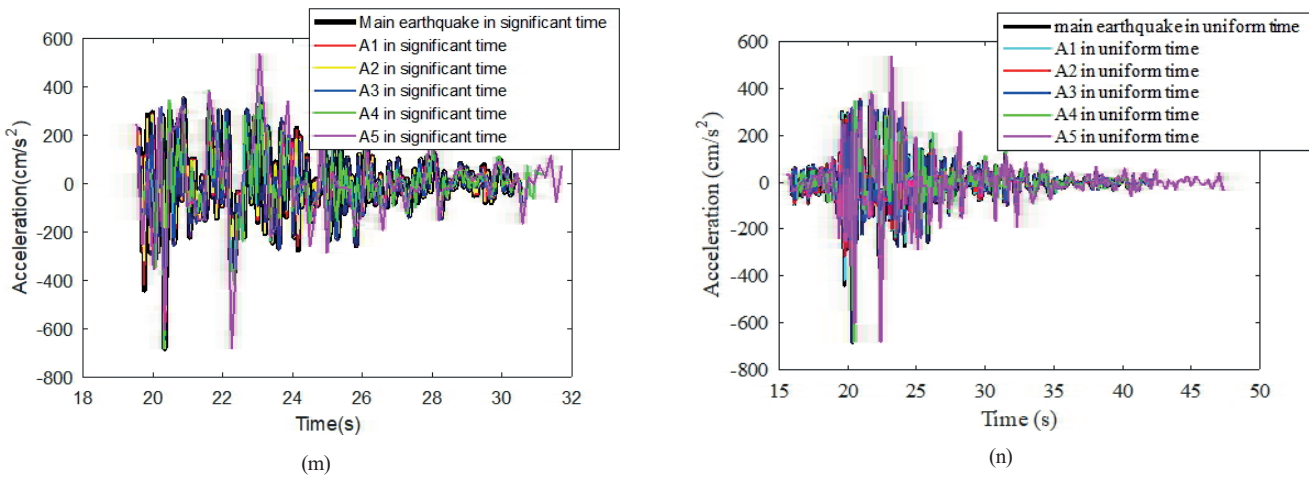 Main earthquake in significant time
A1 in significant time
A2 in significant time
A3 in significant time
A4 in significant time
A5 in significant time
600
400
200
0
-200
-400
-600
-800
Acceleration(cm/s²)
18 20 22 24 26 28 30 32
Time(s)
(m)
main earthquake in uniform time
A1 in uniform time
A2 in uniform time
A3 in uniform time
A4 in uniform time
A5 in uniform time
600
400
200
0
-200
-400
-600
-800
Acceleration (cm/s²)
15 20 25 30 35 40 45 50
Time (s)
(n)